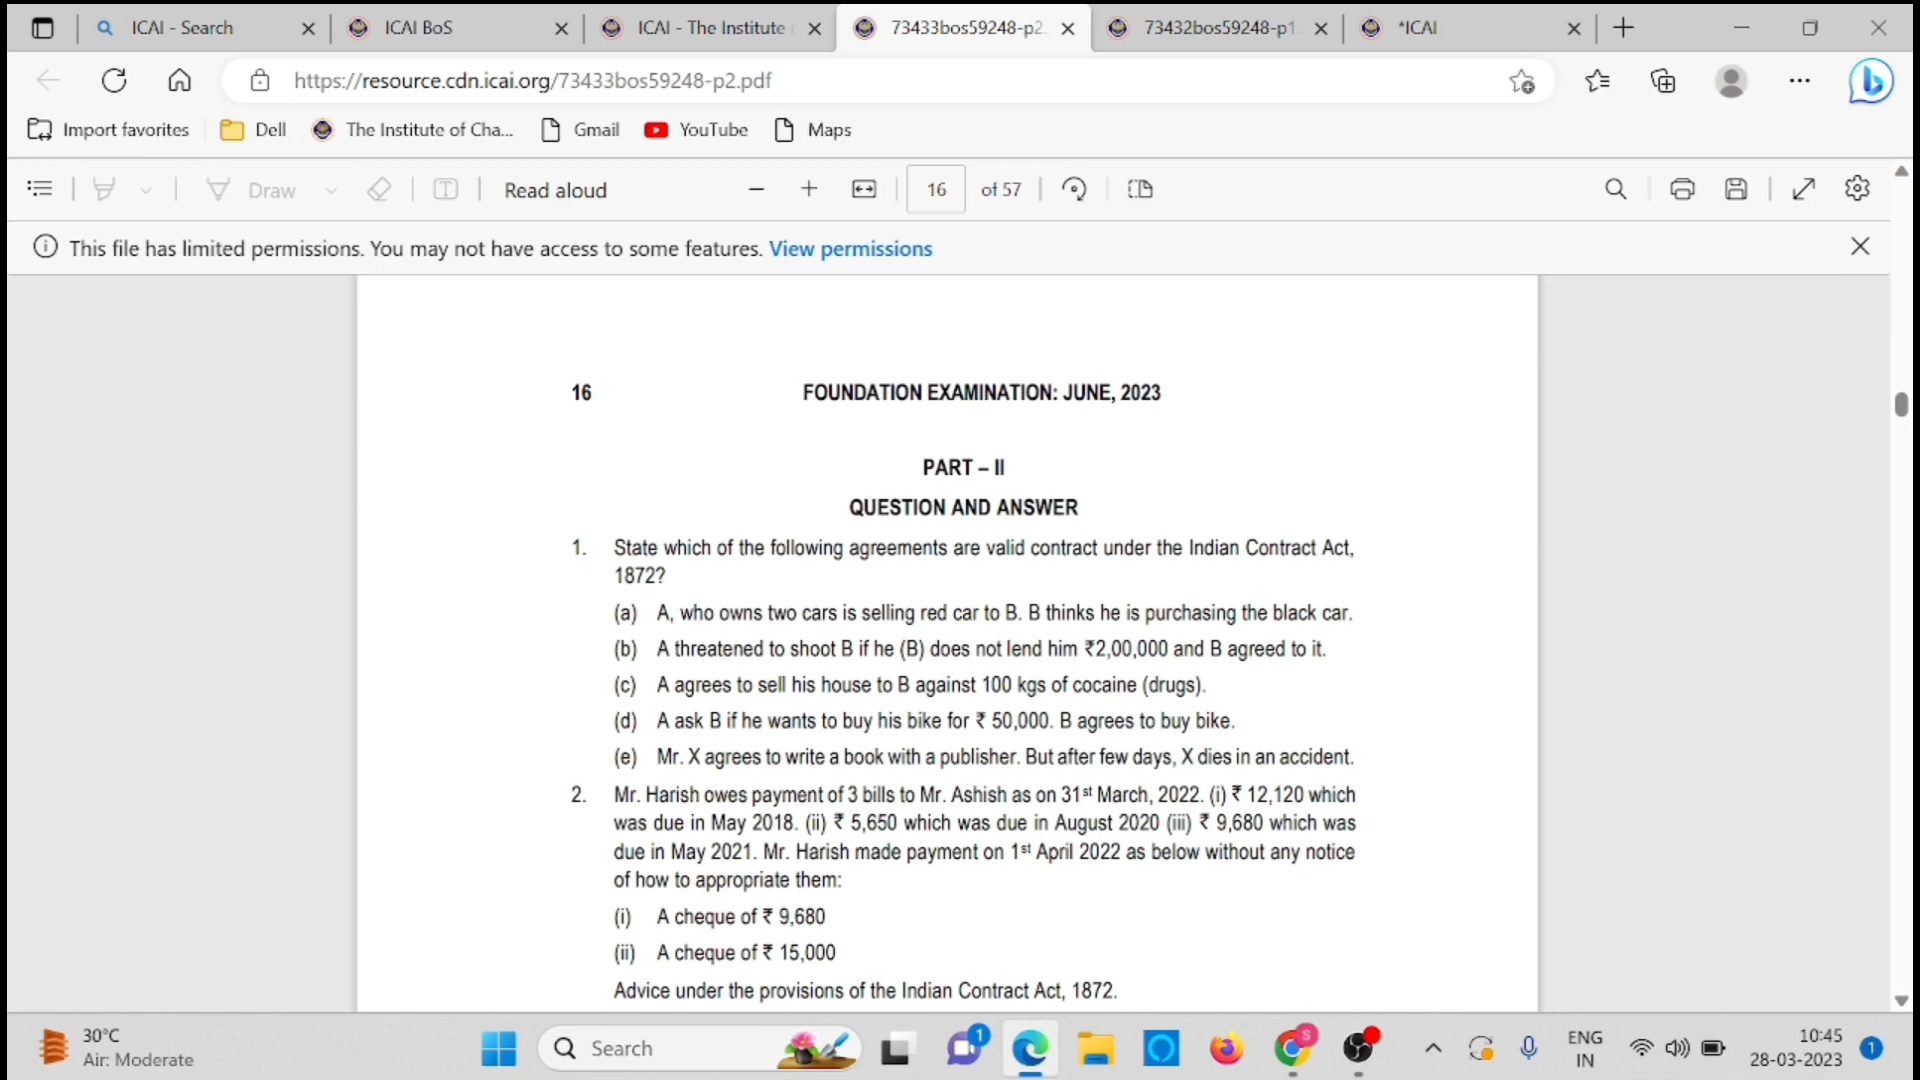 ICAI - Search
ICAI BoS
ICAI - The Institute
73433bos59248-p2.
73432bos59248-p1.
*ICAI
https://resource.cdn.icai.org/73433bos59248-p2.pdf
Import favorites
Dell
The Institute of Cha...
Gmail
YouTube
Maps
Draw
Read aloud
16
of 57
This file has limited permissions. You may not have access to some features. View permissions
16 FOUNDATION EXAMINATION: JUNE, 2023
PART – II
QUESTION AND ANSWER
1. State which of the following agreements are valid contract under the Indian Contract Act,
1872?
(a) A, who owns two cars is selling red car to B. B thinks he is purchasing the black car.
(b) A threatened to shoot B if he (B) does not lend him ₹2,00,000 and B agreed to it.
(c) A agrees to sell his house to B against 100 kgs of cocaine (drugs).
(d) A ask B if he wants to buy his bike for ₹ 50,000. B agrees to buy bike.
(e) Mr. X agrees to write a book with a publisher. But after few days, X dies in an accident.
2. Mr. Harish owes payment of 3 bills to Mr. Ashish as on 31st March, 2022. (i) ₹ 12,120 which
was due in May 2018. (ii) ₹ 5,650 which was due in August 2020 (iii) ₹ 9,680 which was
due in May 2021. Mr. Harish made payment on 1st April 2022 as below without any notice
of how to appropriate them:
(i) A cheque of ₹ 9,680
(ii) A cheque of ₹ 15,000
Advice under the provisions of the Indian Contract Act, 1872.
30°C
Air: Moderate
Search
1
S
ENG
IN
10:45
28-03-2023
1